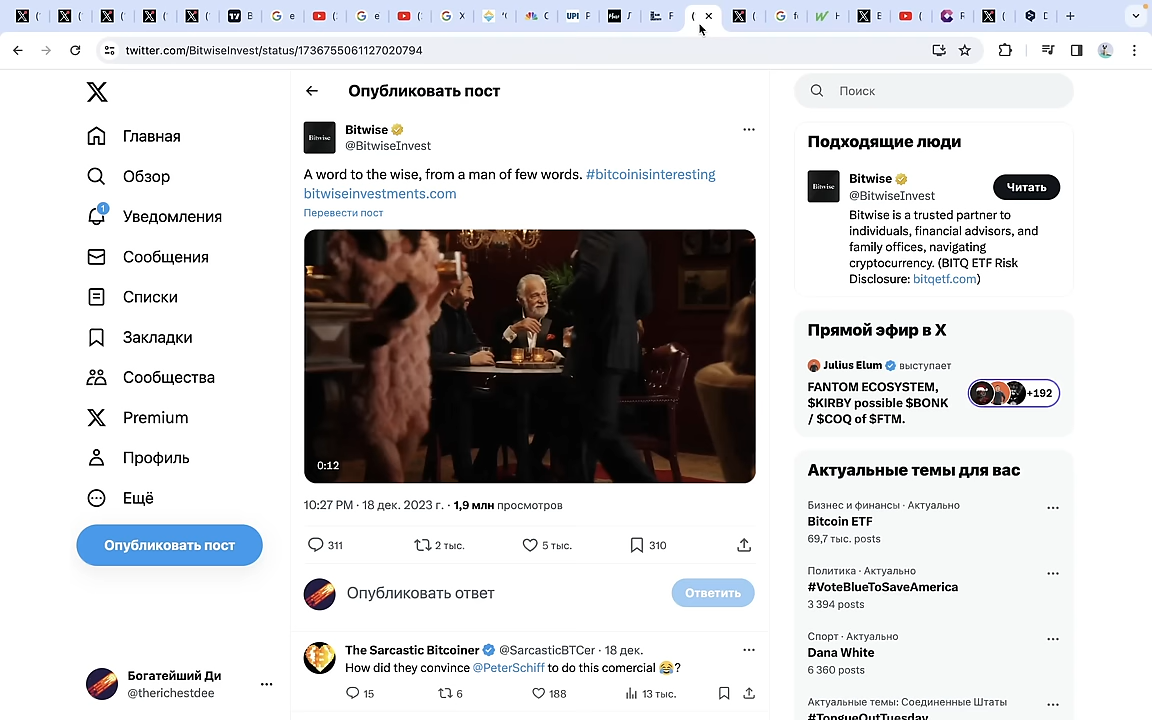 twitter.com/BitwiseInvest/status/1736755061127020794
Главная
Обзор
1
Уведомления
Сообщения
Списки
Закладки
Сообщества
Premium
Профиль
Ещё
Опубликовать пост
Богатейший Ди
@therichestdee
Опубликовать пост
Bitwise
Bitwise
@BitwiseInvest
A word to the wise, from a man of few words. #bitcoinisinteresting
bitwiseinvestments.com
Перевести пост
0:12
10:27 PM · 18 дек. 2023 г. · 1,9 млн просмотров
311 2 тыс. 5 тыс. 310
Опубликовать ответ
Ответить
The Sarcastic Bitcoiner @SarcasticBTCer · 18 дек.
How did they convince @PeterSchiff to do this comercial 😂?
15 6 188 13 тыс.
Поиск
Подходящие люди
Bitwise
Bitwise
@BitwiseInvest
Читать
Bitwise is a trusted partner to
individuals, financial advisors, and
family offices, navigating
cryptocurrency. (BITQ ETF Risk
Disclosure: bitqetf.com)
Прямой эфир в X
Julius Elum выступает
FANTOM ECOSYSTEM,
$KIRBY possible $BONK
/ $COQ of $FTM.
+192
Актуальные темы для вас
Бизнес и финансы · Актуально
Bitcoin ETF
69,7 тыс. posts
Политика · Актуально
#VoteBlueToSaveAmerica
3 394 posts
Спорт · Актуально
Dana White
6 360 posts
Актуальные темы: Соединенные Штаты
#TongueOutTuesday